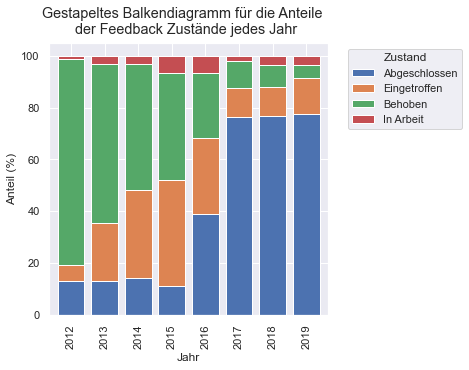 Gestapeltes Balkendiagramm für die Anteile
der Feedback Zustände jedes Jahr
100
80
60
40
20
0
Anteil (%)
2012
2013
2014
2015
2016
2017
2018
2019
Jahr
Zustand
Abgeschlossen
Eingetroffen
Behoben
In Arbeit